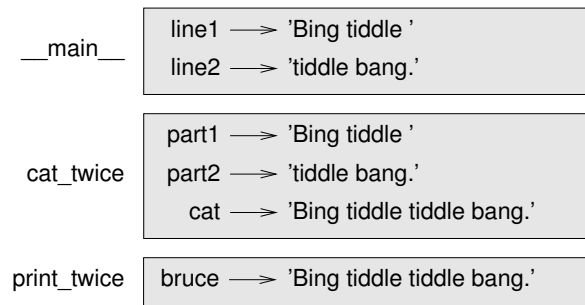 line1 ⟶ ’Bing tiddle ’
__main__
line2 ⟶ ’tiddle bang.’
part1 ⟶ ’Bing tiddle ’
cat_twice part2 ⟶ ’tiddle bang.’
cat ⟶ ’Bing tiddle tiddle bang.’
print_twice bruce ⟶ ’Bing tiddle tiddle bang.’